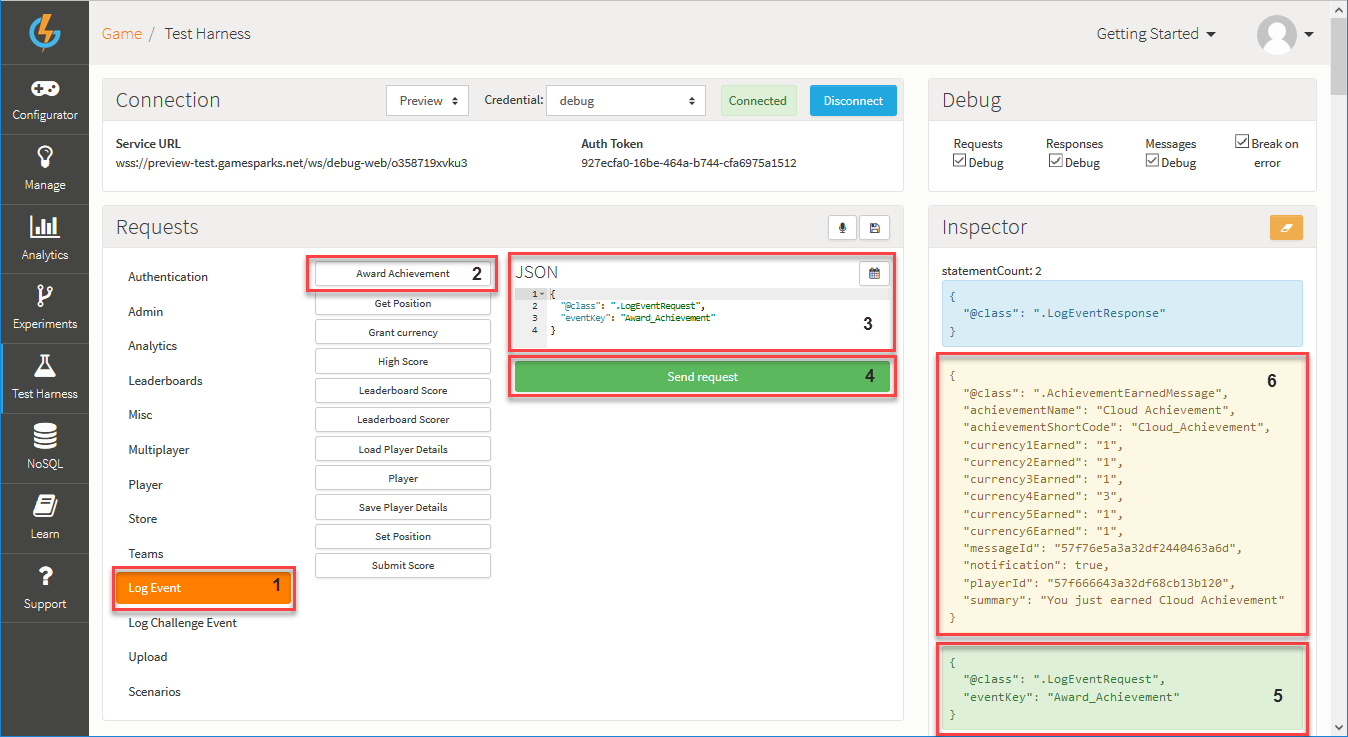 Game / Test Harness
Getting Started
Configurator
Manage
Analytics
Experiments
Test Harness
NoSQL
Learn
Support
Connection
Preview
Credential:
debug
Connected
Disconnect
Service URL
wss://preview-test.gamesparks.net/ws/debug-web/o358719xvku3
Auth Token
927ecfa0-16be-464a-b744-cfa6975a1512
Debug
Requests
Debug
Responses
Debug
Messages
Debug
Break on
error
Requests
Authentication
Admin
Analytics
Leaderboards
Misc
Multiplayer
Player
Store
Teams
Log Event 1
Log Challenge Event
Upload
Scenarios
Award Achievement 2
Get Position
Grant currency
High Score
Leaderboard Score
Leaderboard Scorer
Load Player Details
Player
Save Player Details
Set Position
Submit Score
JSON
1 {
2 "@class": ".LogEventRequest",
3 "eventKey": "Award_Achievement"
4 }
3
Send request 4
Inspector
statementCount: 2
{
"@class": ".LogEventResponse"
}
{
6
"@class": ".AchievementEarnedMessage",
"achievementName": "Cloud Achievement",
"achievementShortCode": "Cloud_Achievement",
"currency1Earned": "1",
"currency2Earned": "1",
"currency3Earned": "1",
"currency4Earned": "3",
"currency5Earned": "1",
"currency6Earned": "1",
"messageId": "57f76e5a3a32df2440463a6d",
"notification": true,
"playerId": "57f666643a32df68cb13b120",
"summary": "You just earned Cloud Achievement"
}
{
"@class": ".LogEventRequest",
"eventKey": "Award_Achievement"
}
5